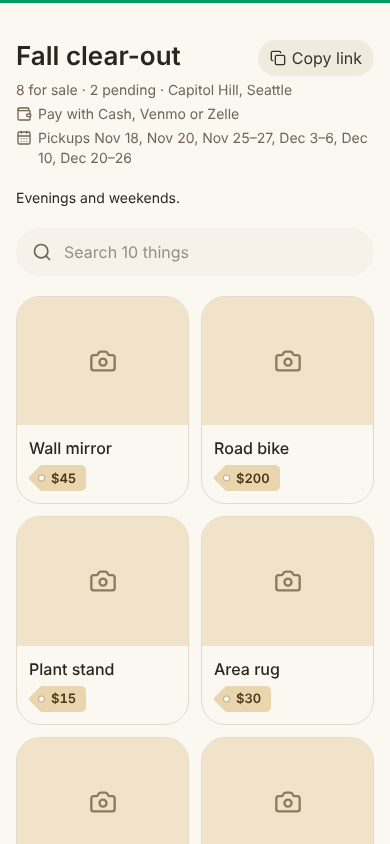 Fall clear-out
Copy link
8 for sale · 2 pending · Capitol Hill, Seattle
Pay with Cash, Venmo or Zelle
Pickups Nov 18, Nov 20, Nov 25–27, Dec 3–6, Dec
10, Dec 20–26
Evenings and weekends.
Search 10 things
Wall mirror
$45
Road bike
$200
Plant stand
$15
Area rug
$30